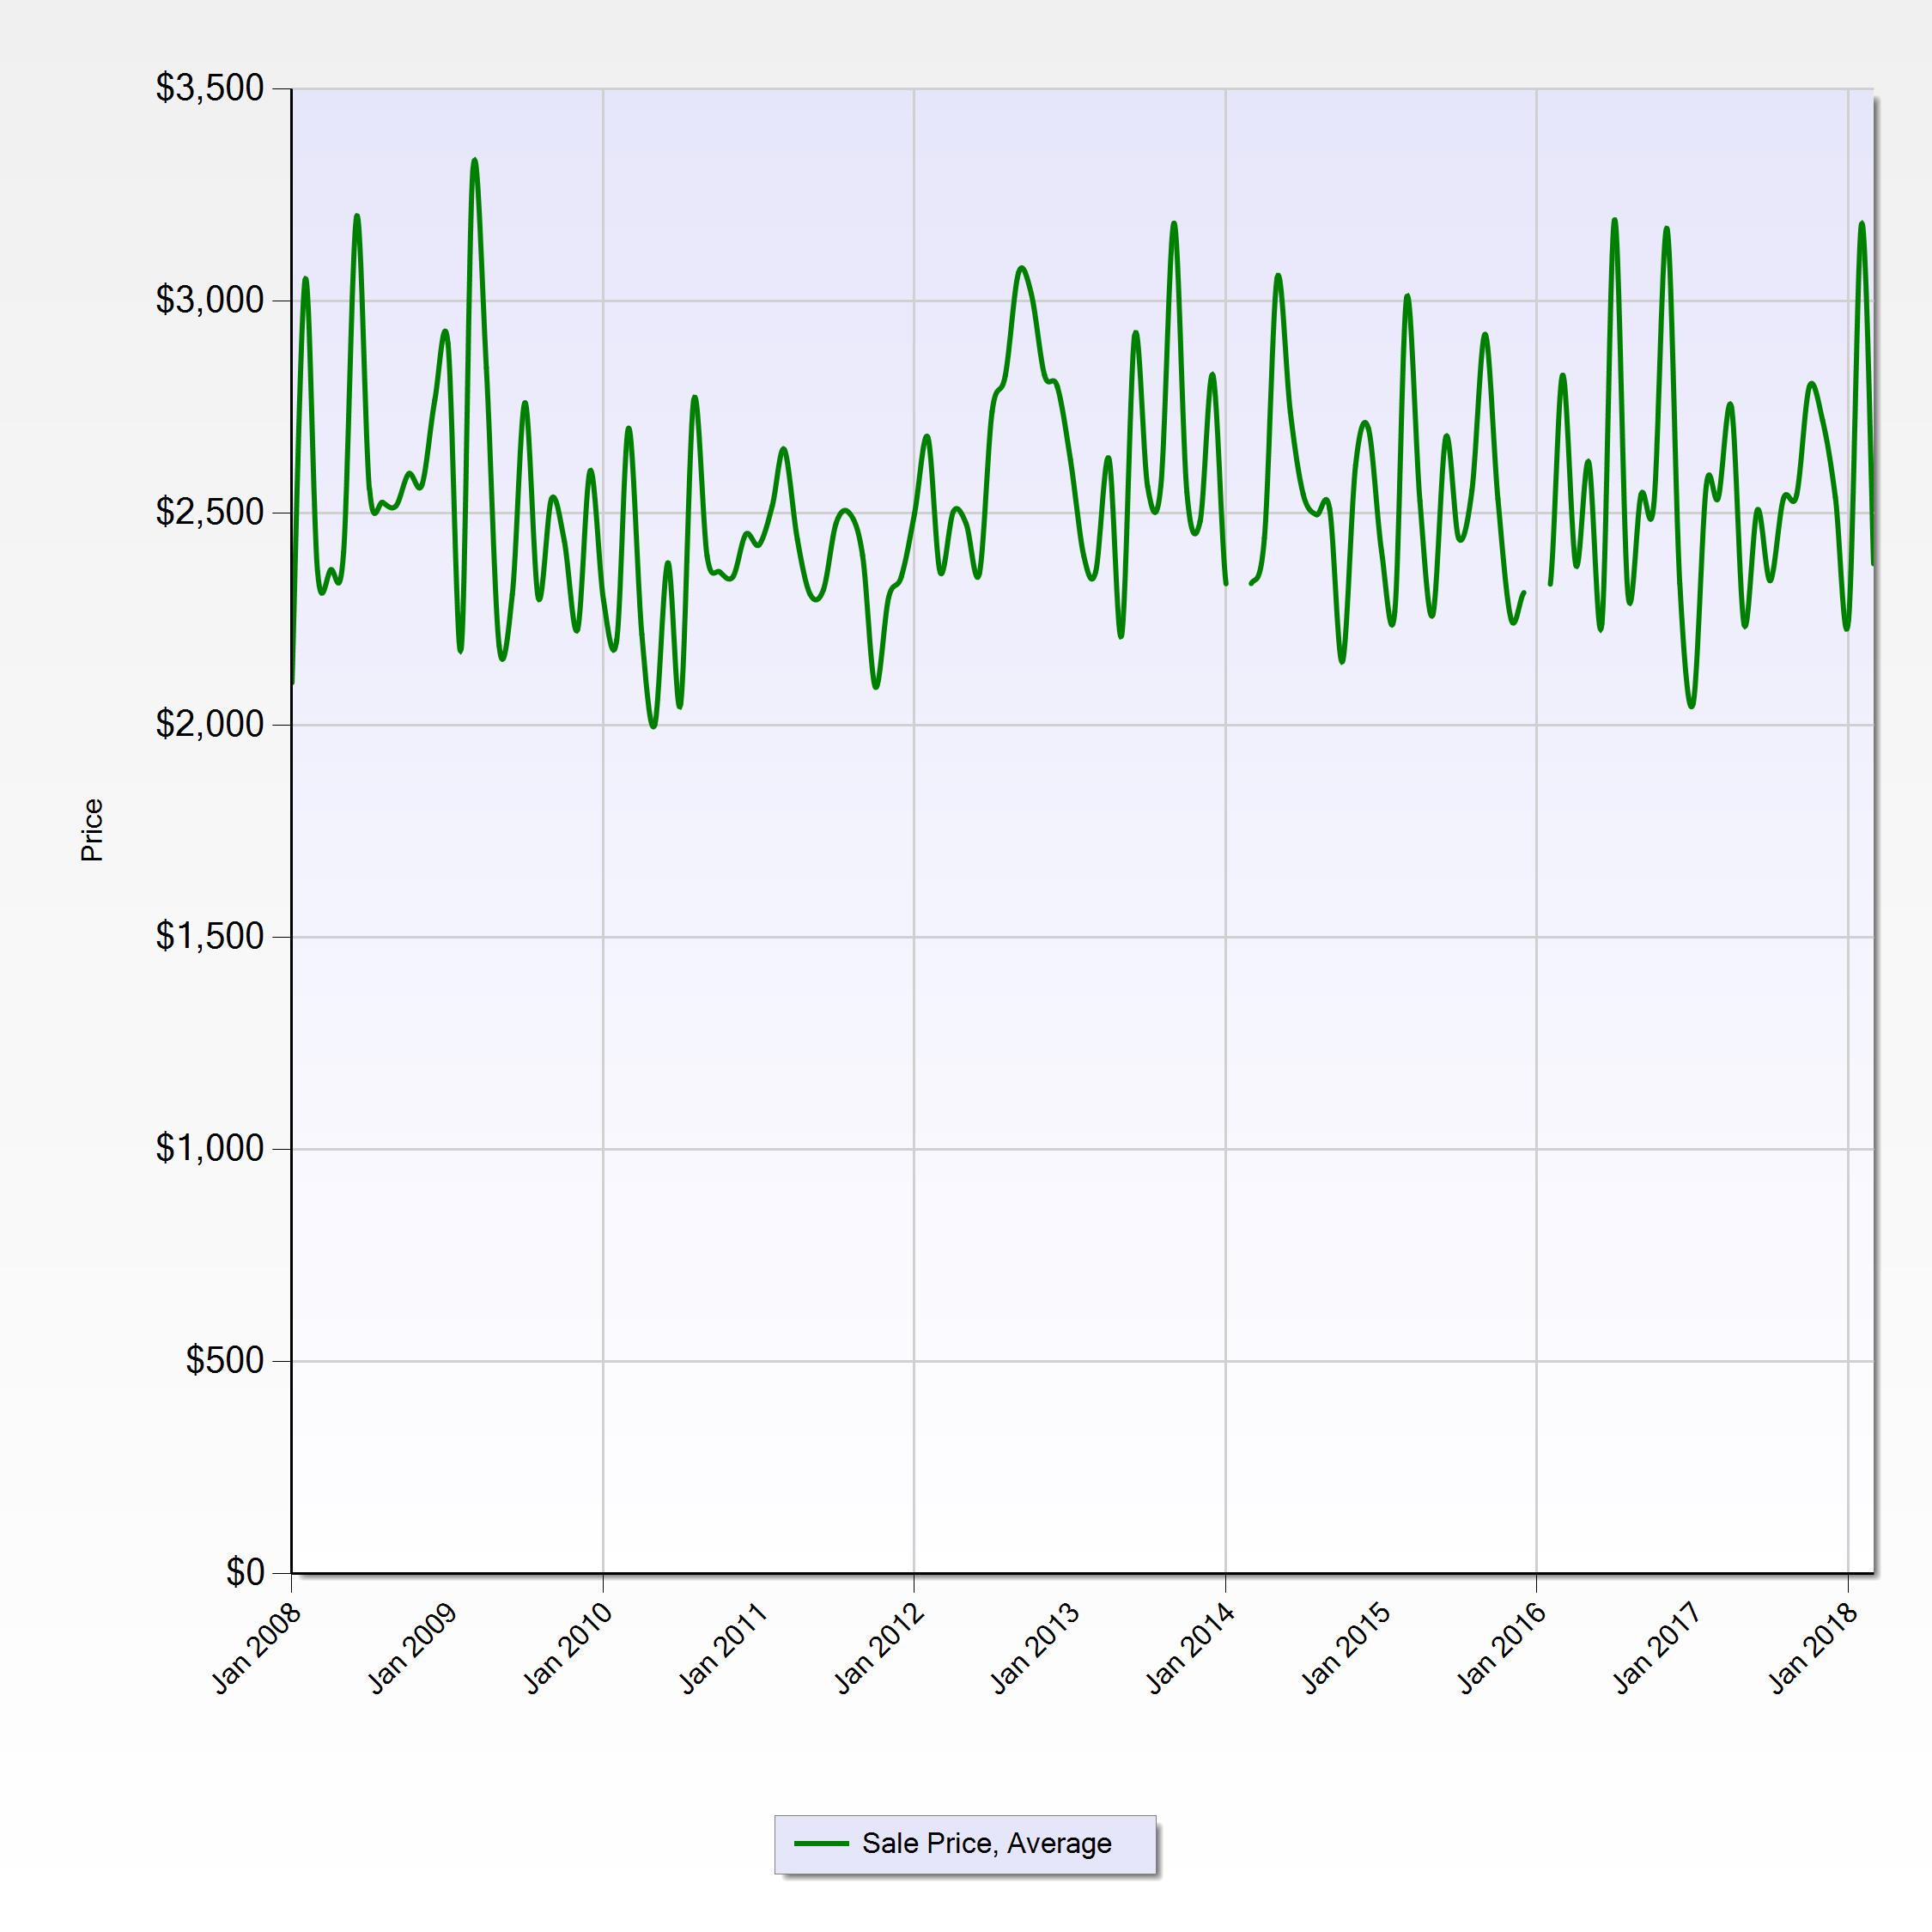 $3,500
$3,000
$2,500
$2,000
$1,500
$1,000
$500
$0
Price
Jan 2008
Jan 2009
Jan 2010
Jan 2011
Jan 2012
Jan 2013
Jan 2014
Jan 2015
Jan 2016
Jan 2017
Jan 2018
Sale Price, Average